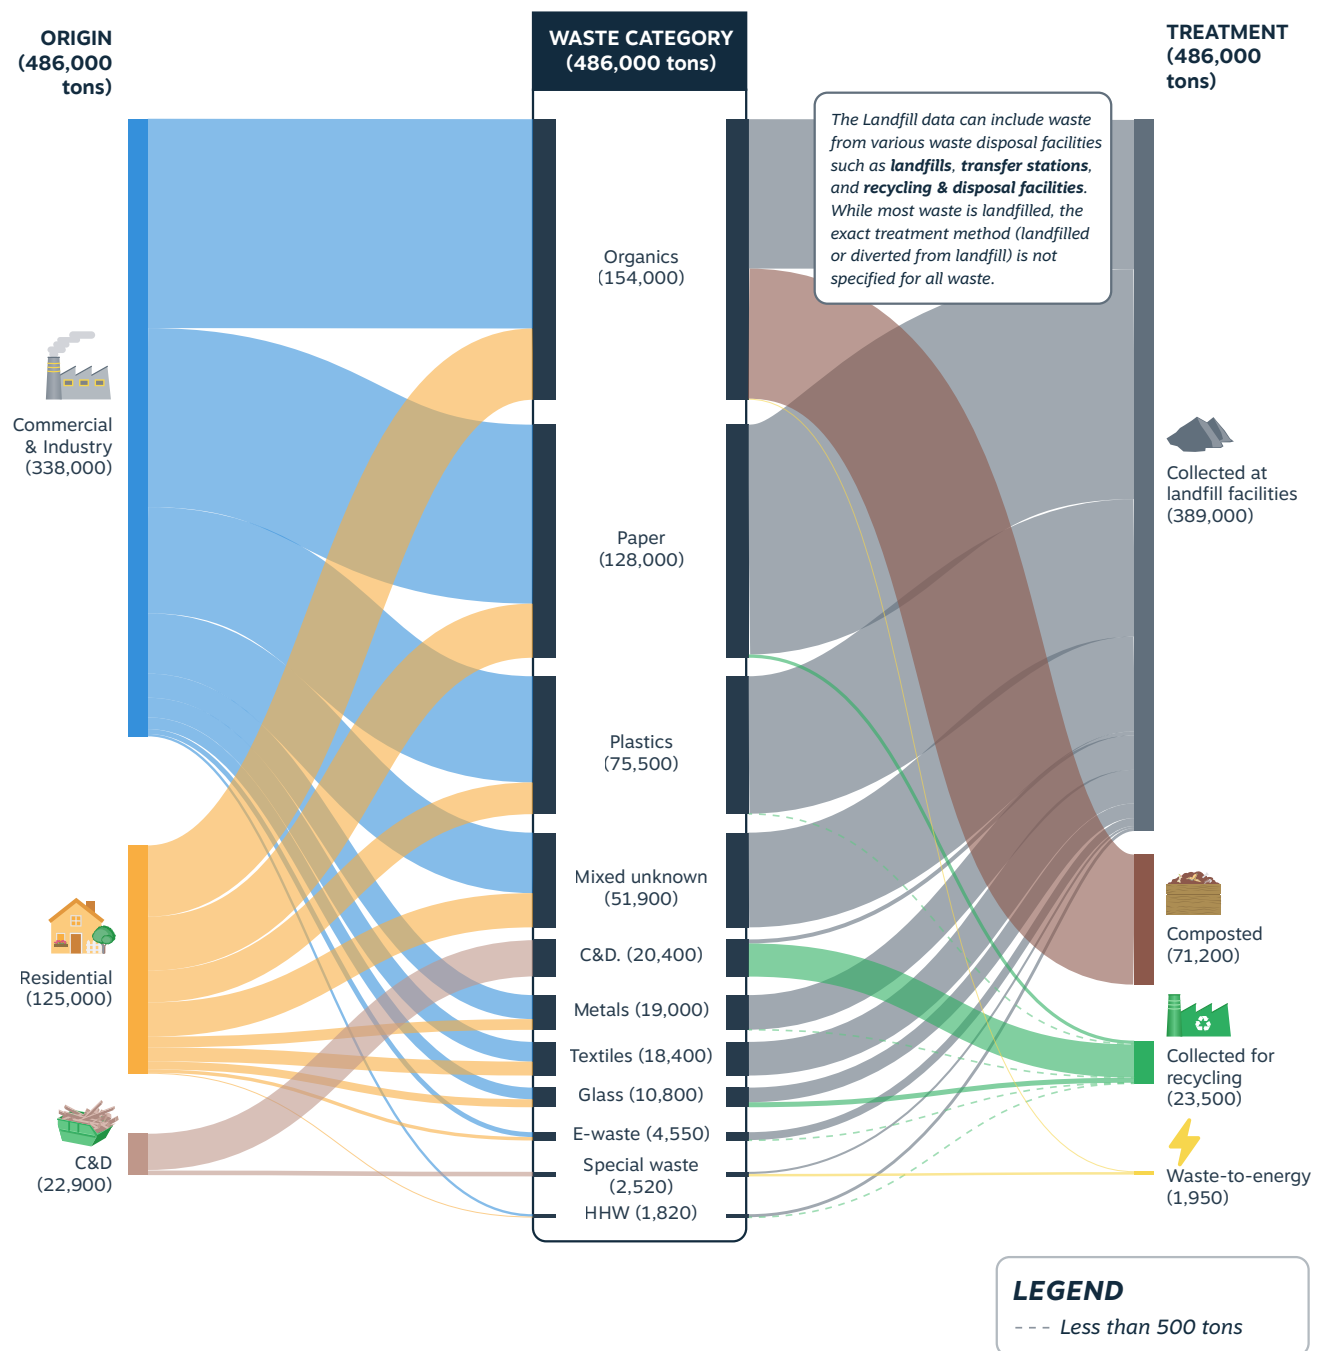 ORIGIN
(486,000
tons)
WASTE CATEGORY
(486,000 tons)
TREATMENT
(486,000
tons)
The Landfill data can include waste
from various waste disposal facilities
such as landfills, transfer stations,
and recycling & disposal facilities.
While most waste is landfilled, the
exact treatment method (landfilled
or diverted from landfill) is not
specified for all waste.
Commercial
& Industry
(338,000)
Residential
(125,000)
C&D
(22,900)
Organics
(154,000)
Paper
(128,000)
Plastics
(75,500)
Mixed unknown
(51,900)
C&D. (20,400)
Metals (19,000)
Textiles (18,400)
Glass (10,800)
E-waste (4,550)
Special waste
(2,520)
HHW (1,820)
Collected at
landfill facilities
(389,000)
Composted
(71,200)
Collected for
recycling
(23,500)
Waste-to-energy
(1,950)
LEGEND
Less than 500 tons